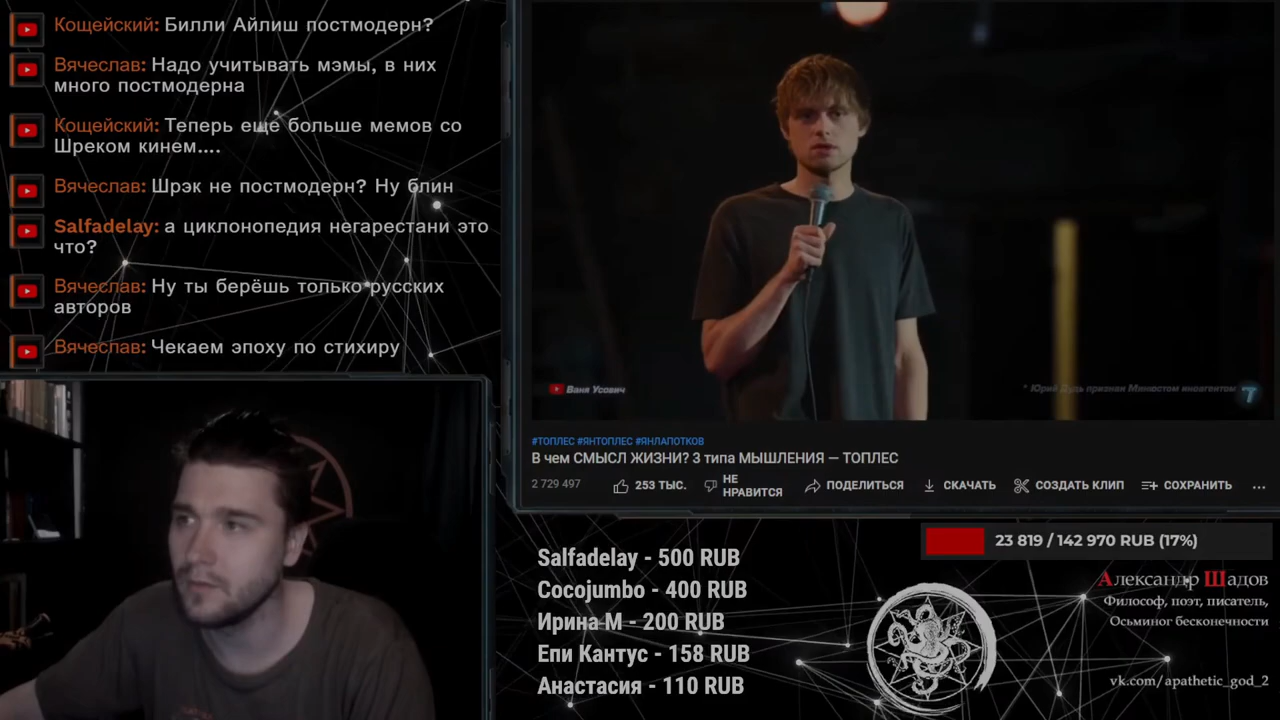 Кощейский: Билли Айлиш постмодерн?
Вячеслав: Надо учитывать мэмы, в них
много постмодерна
Кощейский: Теперь еще больше мемов со
Шреком кинем....
Вячеслав: Шрэк не постмодерн? Ну блин
Salfadelay: а циклонопедия негарестани это
что?
Вячеслав: Ну ты берёшь только русских
авторов
Вячеслав: Чекаем эпоху по стихиру
Ваня Усович
* Юрий Дудь признан Минюстом иноагентом
T
#ТОПЛЕС #ЯНТОПЛЕС #ЯНЛАПОТКОВ
В чем СМЫСЛ ЖИЗНИ? 3 типа МЫШЛЕНИЯ — ТОПЛЕС
2 729 497
253 ТЫС.
НЕ
НРАВИТСЯ
ПОДЕЛИТЬСЯ
СКАЧАТЬ
СОЗДАТЬ КЛИП
СОХРАНИТЬ
...
23 819 / 142 970 RUB (17%)
Salfadelay - 500 RUB
Cocojumbo - 400 RUB
Ирина М - 200 RUB
Епи Кантус - 158 RUB
Анастасия - 110 RUB
Александр Шадов
Философ, поэт, писатель,
Осьминог бесконечности
vk.com/apathetic_god_2